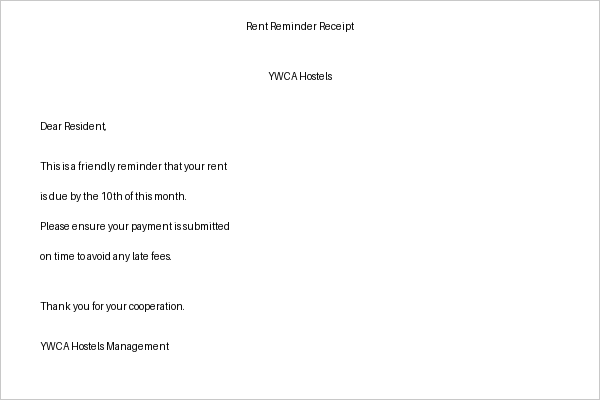 Rent Reminder Receipt
YWCA Hostels
Dear Resident,
This is a friendly reminder that your rent
is due by the 10th of this month.
Please ensure your payment is submitted
on time to avoid any late fees.
Thank you for your cooperation.
YWCA Hostels Management